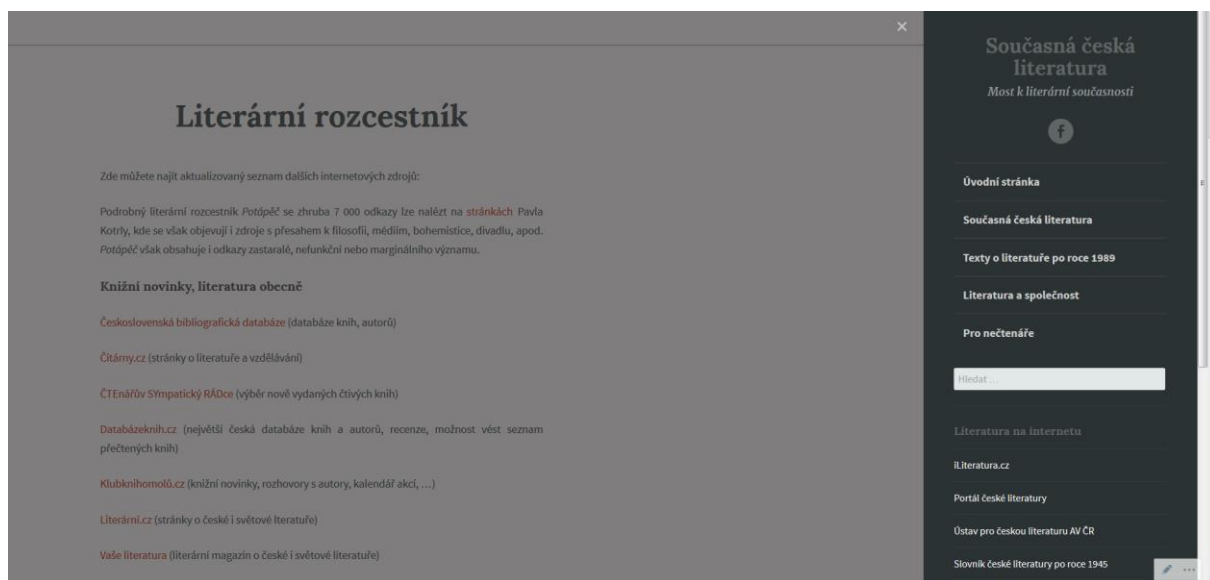 Literární rozcestník
Zde můžete najít aktualizovaný seznam dalších internetových zdrojů:
Podrobný literární rozcestník Potápěč se zhruba 7 000 odkazy lze nalézt na stránkách Pavla
Kotrly, kde se však objevují i zdroje s přesahem k filosofii, médiím, bohemistice, divadlu, apod.
Potápěč však obsahuje i odkazy zastaralé, nefunkční nebo marginálního významu.
Knižní novinky, literatura obecně
Československá bibliografická databáze (databáze knih, autorů)
Čítárny.cz (stránky o literatuře a vzdělávání)
ČTEnářův SYmpatický RÁDce (výběr nově vydaných čtivých knih)
Databázeknih.cz (největší česká databáze knih a autorů, recenze, možnost vést seznam
přečtených knih)
Klubknihomolů.cz (knižní novinky, rozhovory s autory, kalendář akcí, …)
Literární.cz (stránky o české i světové lteratuře)
Vaše literatura (literární magazín o české i světové literatuře)
Současná česká
literatura
Most k literární současnosti
Úvodní stránka
Současná česká literatura
Texty o literatuře po roce 1989
Literatura a společnost
Pro nečtenáře
Hledat …
Literatura na internetu
iLiteratura.cz
Portál české literatury
Ústav pro českou literaturu AV ČR
Slovník české literatury po roce 1945